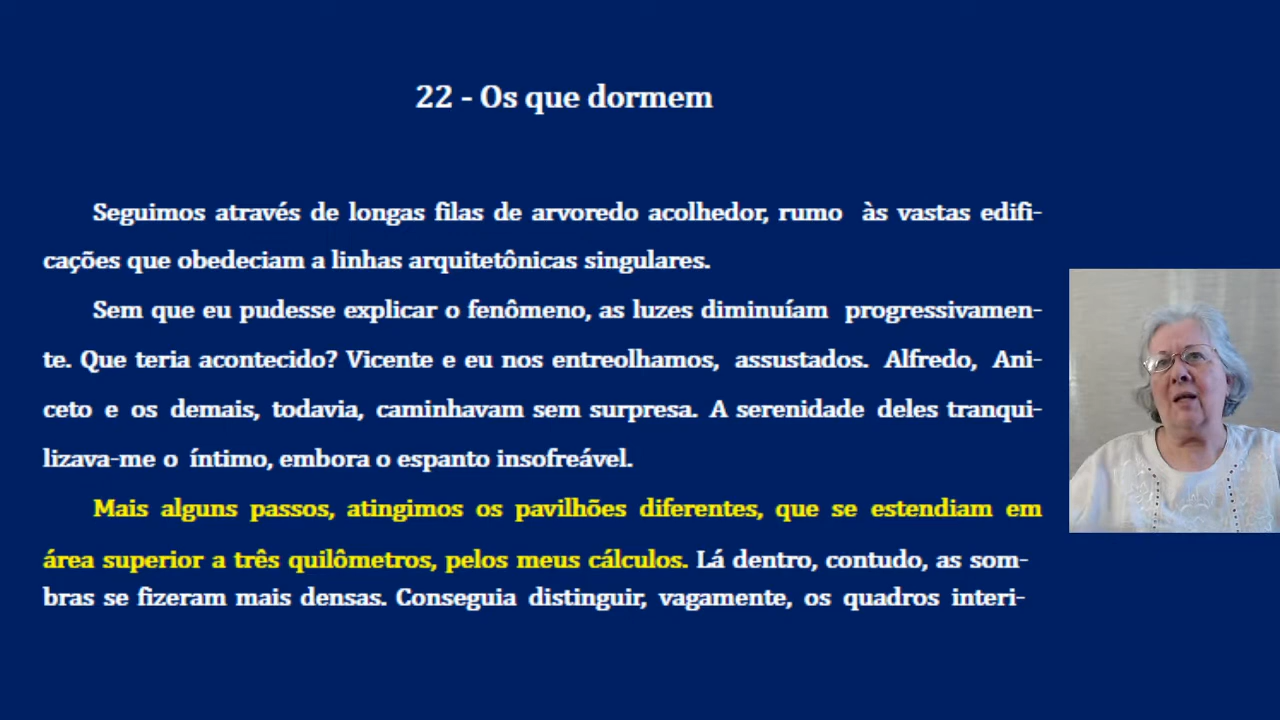 22 - Os que dormem
Seguimos através de longas filas de arvoredo acolhedor, rumo às vastas edifi-
cações que obedeciam a linhas arquitetônicas singulares.
Sem que eu pudesse explicar o fenômeno, as luzes diminuíam progressivamen-
te. Que teria acontecido? Vicente e eu nos entreolhamos, assustados. Alfredo, Ani-
ceto e os demais, todavia, caminhavam sem surpresa. A serenidade deles tranqui-
lizava-me o íntimo, embora o espanto insofreável.
Mais alguns passos, atingimos os pavilhões diferentes, que se estendiam em
área superior a três quilômetros, pelos meus cálculos. Lá dentro, contudo, as som-
bras se fizeram mais densas. Conseguia distinguir, vagamente, os quadros interi-